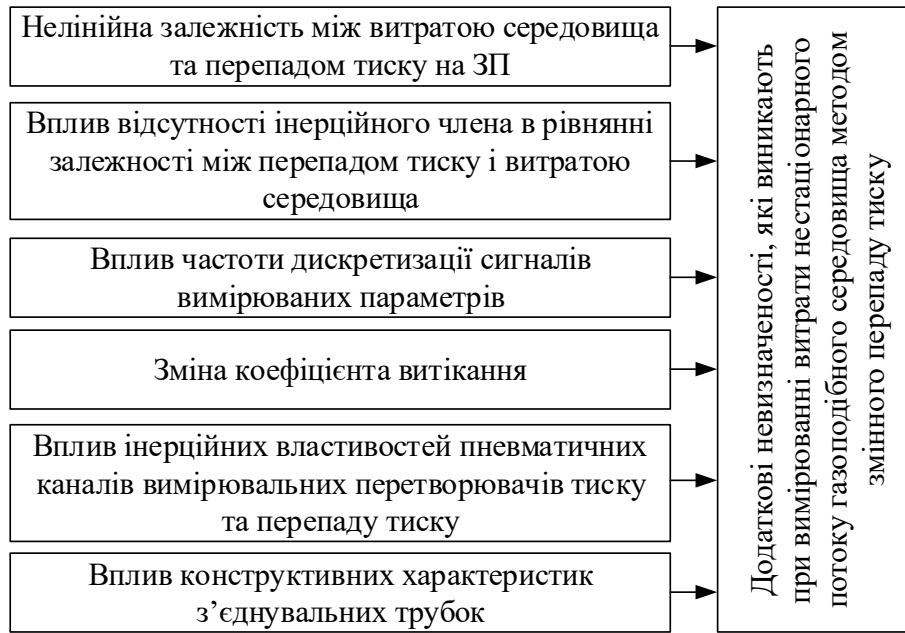 Нелінійна залежність між витратою середовища
та перепадом тиску на ЗП
Вплив відсутності інерційного члена в рівнянні
залежності між перепадом тиску і витратою
середовища
Вплив частоти дискретизації сигналів
вимірюваних параметрів
Зміна коефіцієнта витікання
Вплив інерційних властивостей пневматичних
каналів вимірювальних перетворювачів тиску
та перепаду тиску
Вплив конструктивних характеристик
з’єднувальних трубок
Додаткові невизначеності, які виникають
при вимірюванні витрати нестаціонарного
потоку газоподібного середовища методом
змінного перепаду тиску